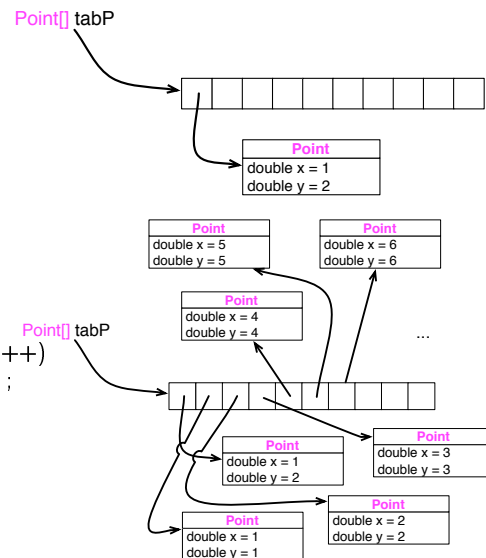 Point[] tabP
Point
double x = 1
double y = 2
Point
double x = 5
double y = 5
Point
double x = 6
double y = 6
Point
double x = 4
double y = 4
...
Point[] tabP
++)
;
Point
double x = 3
double y = 3
Point
double x = 1
double y = 2
Point
double x = 2
double y = 2
Point
double x = 1
double y = 1